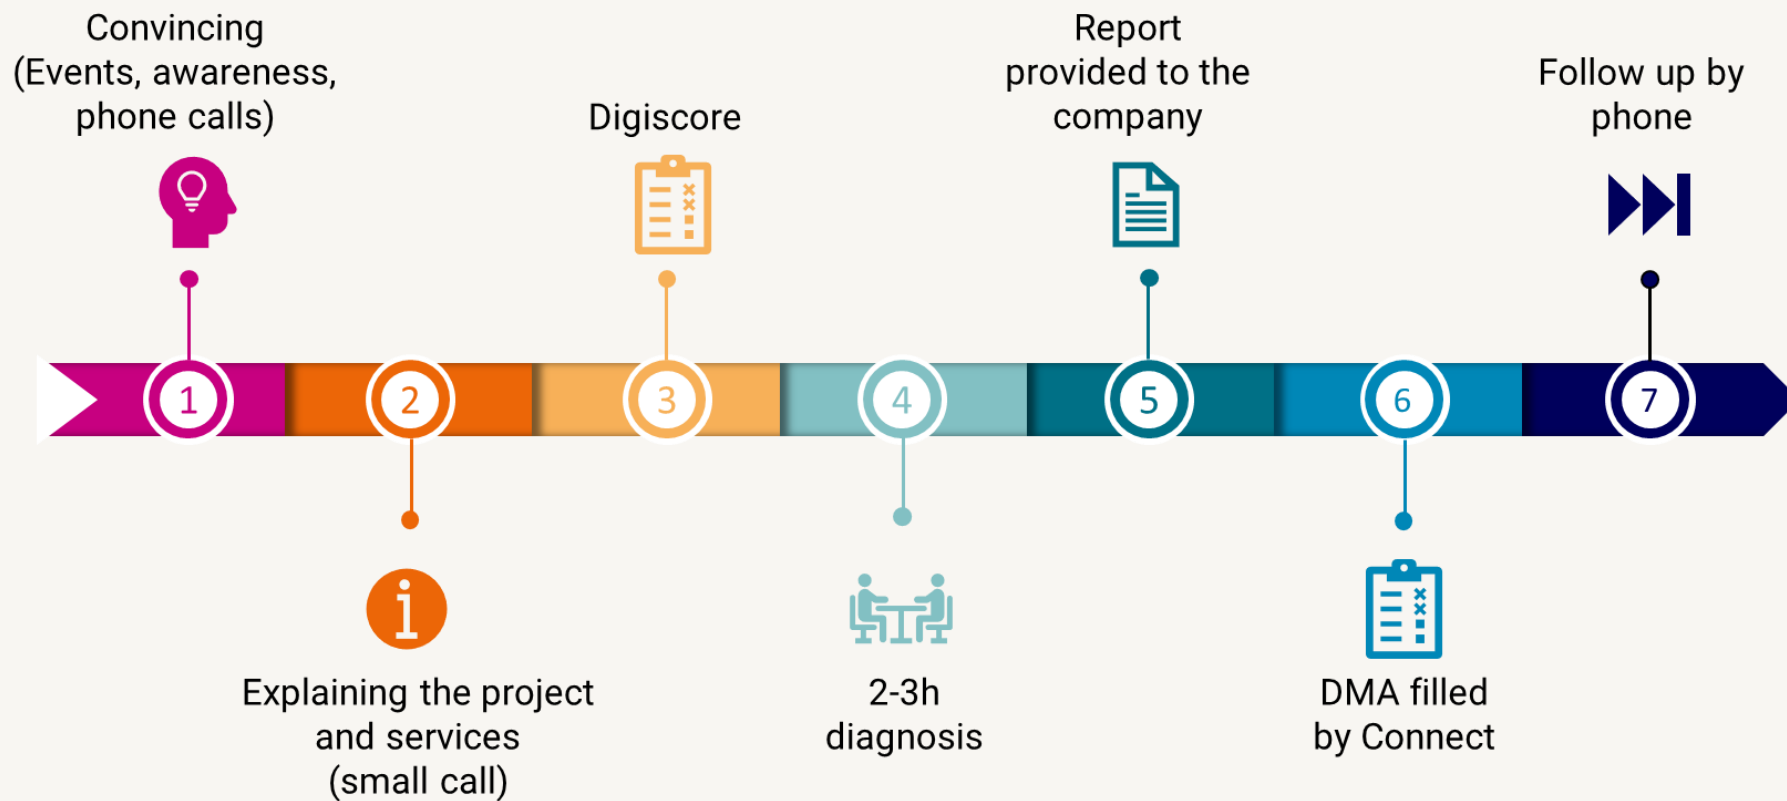 Convincing
(Events, awareness,
phone calls)
Digiscore
Report
provided to the
company
Follow up by
phone
1
2
3
4
5
6
7
Explaining the project
and services
(small call)
2-3h
diagnosis
DMA filled
by Connect